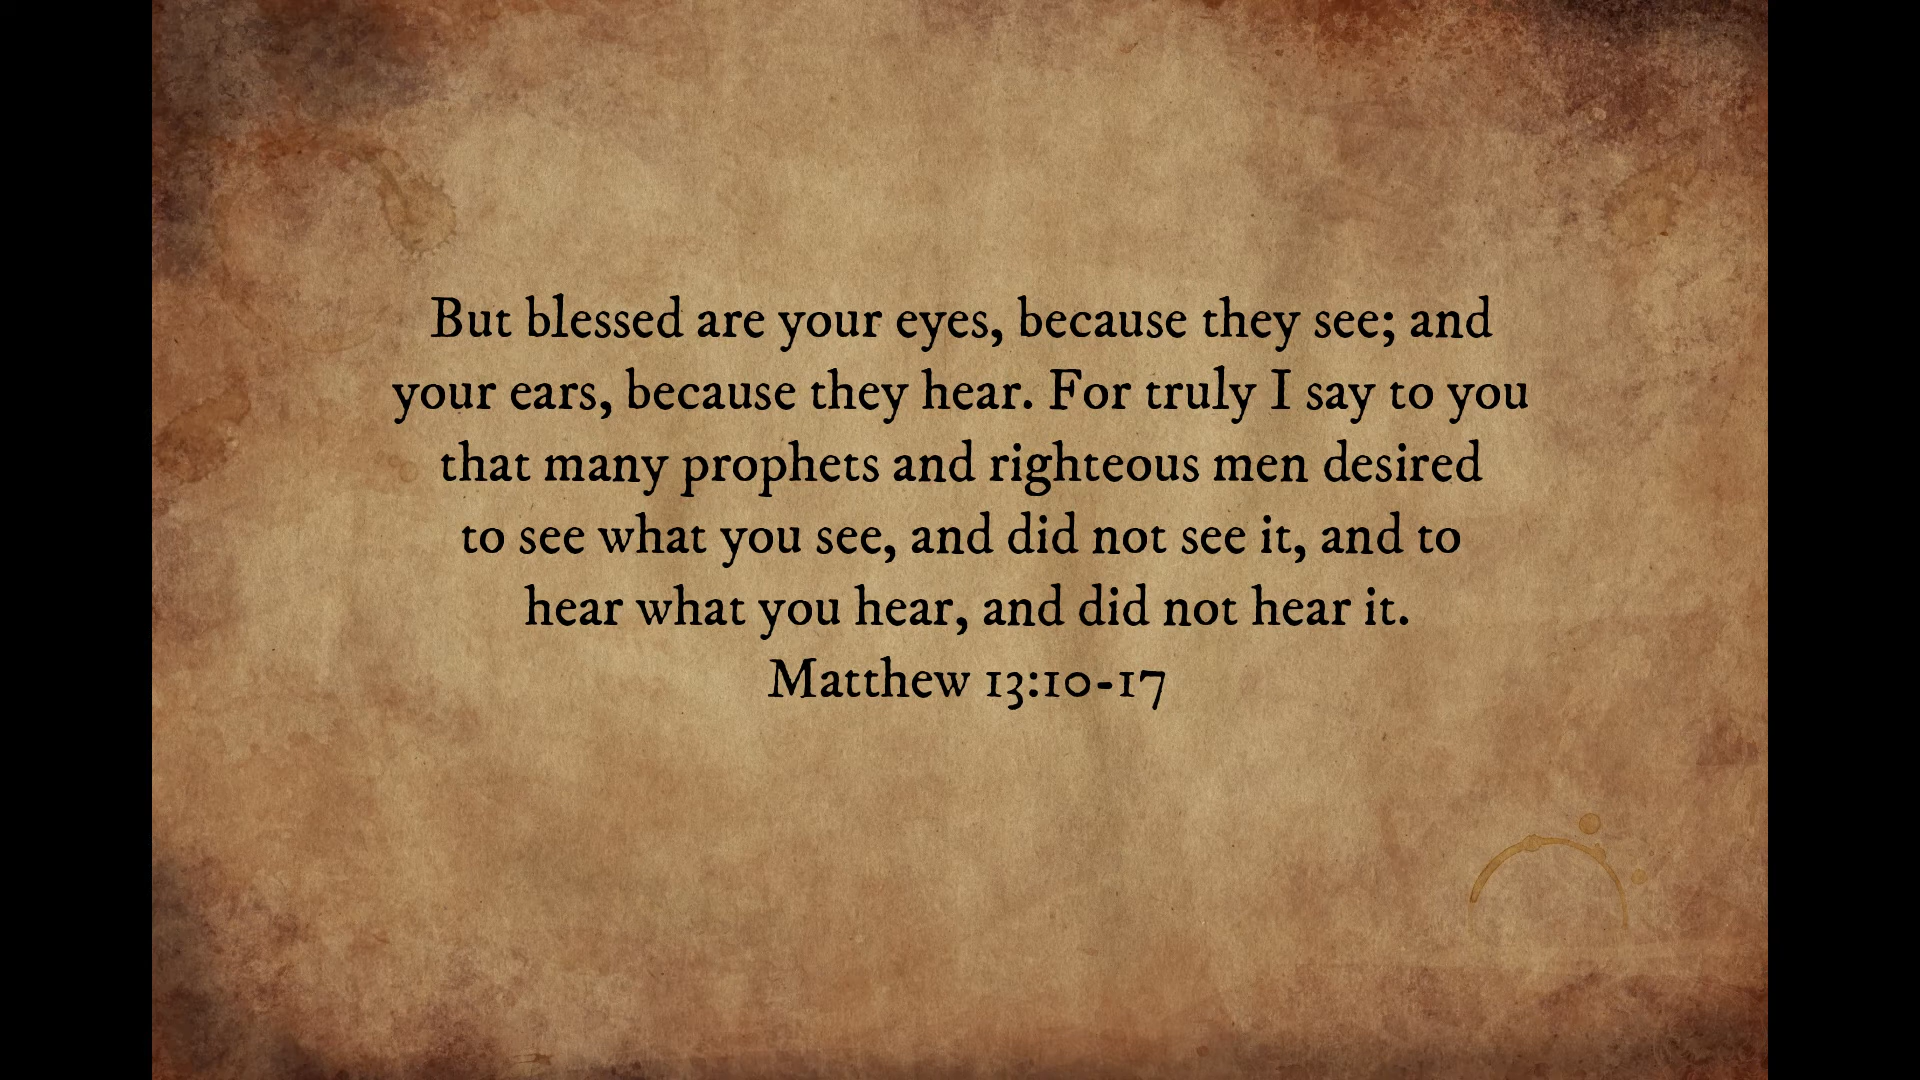 But blessed are your eyes, because they see; and
your ears, because they hear. For truly I say to you
that many prophets and righteous men desired
to see what you see, and did not see it, and to
hear what you hear, and did not hear it.
Matthew 13:10-17